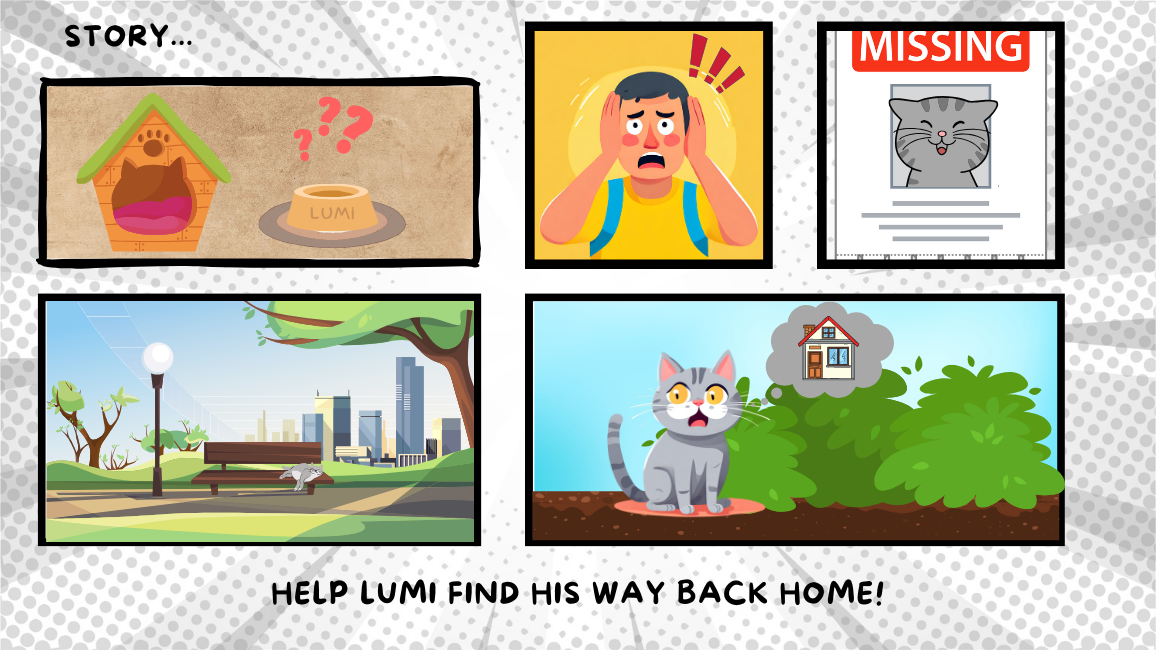 STORY...
???
LUMI
!!!
MISSING
HELP LUMI FIND HIS WAY BACK HOME!